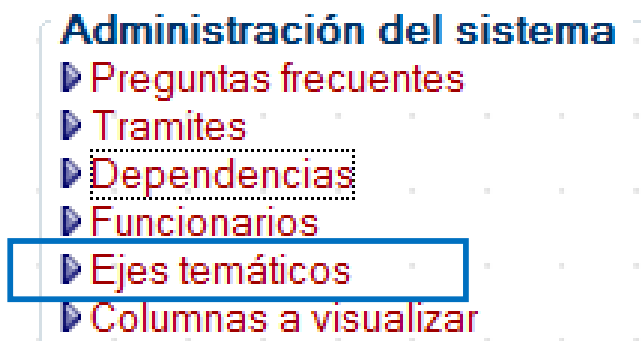 Administración del sistema
Preguntas frecuentes
Tramites
Dependencias
Funcionarios
Ejes temáticos
Columnas a visualizar